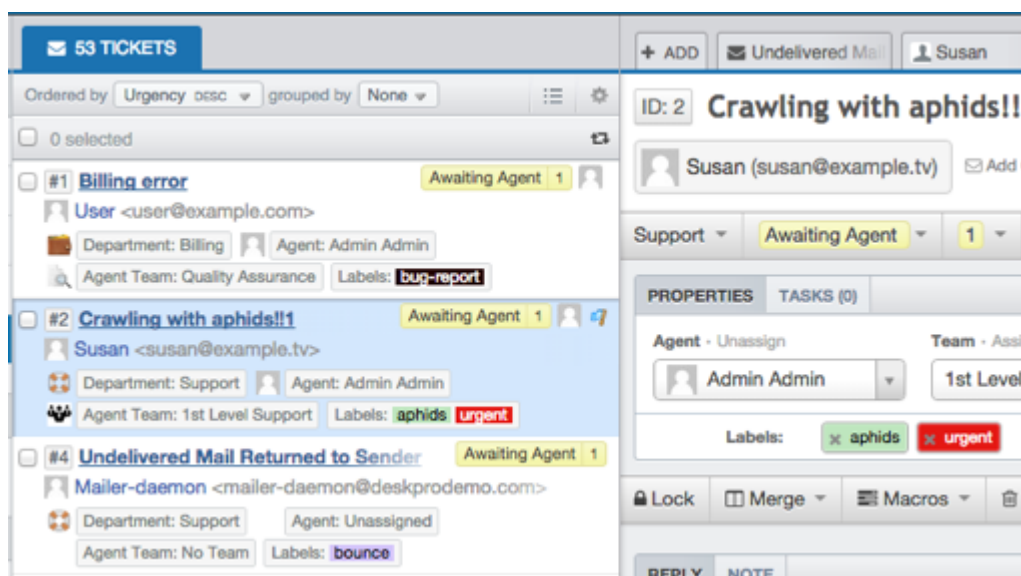 53 TICKETS
Ordered by Urgency DESC grouped by None
0 selected
#1 Billing error Awaiting Agent 1
User <user@example.com>
Department: Billing Agent: Admin Admin
Agent Team: Quality Assurance Labels: bug-report
#2 Crawling with aphids!!1 Awaiting Agent 1
Susan <susan@example.tv>
Department: Support Agent: Admin Admin
Agent Team: 1st Level Support Labels: aphids urgent
#4 Undelivered Mail Returned to Sender Awaiting Agent 1
Mailer-daemon <mailer-daemon@deskprodemo.com>
Department: Support Agent: Unassigned
Agent Team: No Team Labels: bounce
+ ADD Undelivered Mail Susan
ID: 2 Crawling with aphids!!
Susan (susan@example.tv) Add
Support Awaiting Agent 1
PROPERTIES TASKS (0)
Agent - Unassign Team - Assi
Admin Admin 1st Level
Labels: × aphids × urgent
Lock Merge Macros
REPLY NOTE